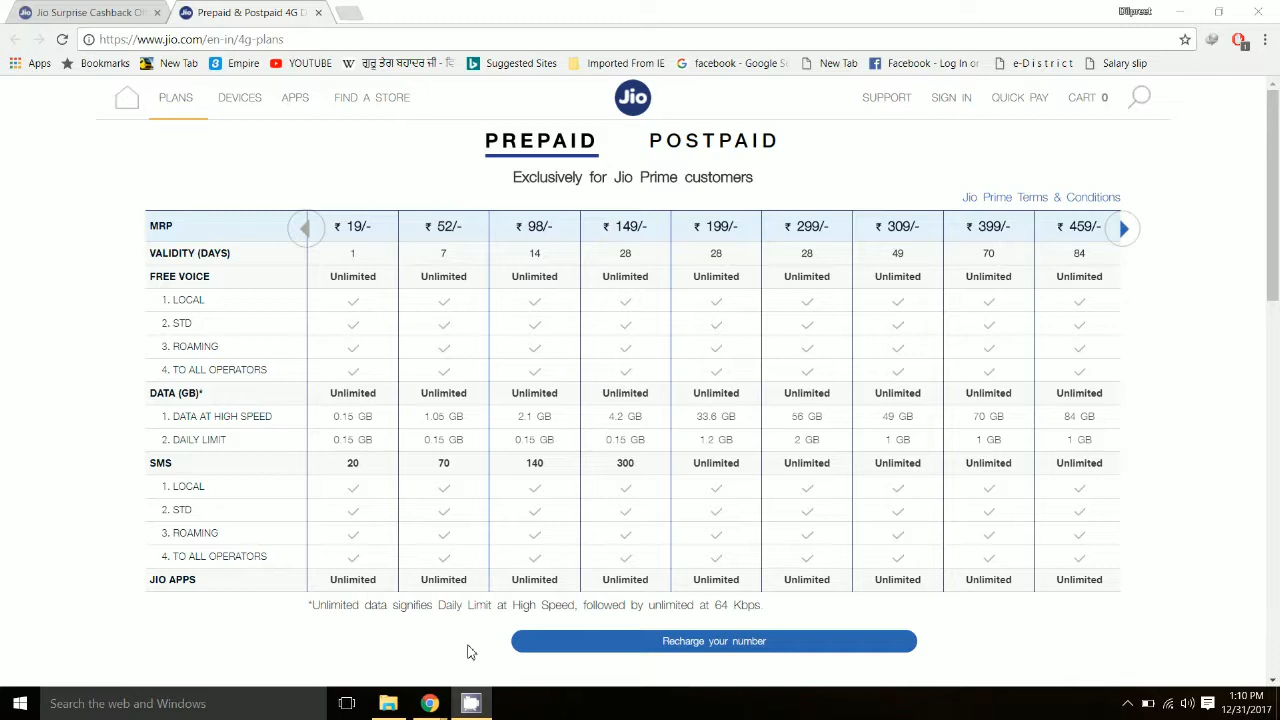 Jio Surprise Cashback Of
Prepaid & Postpaid 4G D
Dilpreet
https://www.jio.com/en-in/4g-plans
Apps Bookmarks New Tab Empire YOUTUBE ਗੁਰੂ ਤੇਗ ਬਹਾਦਰ ਜੀ - ਵਿ Suggested Sites Imported From IE facebook - Google Se New Tab Facebook - Log In or e-D i s t r i c t Salary slip
PLANS DEVICES APPS FIND A STORE Jio SUPPORT SIGN IN QUICK PAY CART 0
PREPAID POSTPAID
Exclusively for Jio Prime customers
Jio Prime Terms & Conditions
MRP ₹ 19/- ₹ 52/- ₹ 98/- ₹ 149/- ₹ 199/- ₹ 299/- ₹ 309/- ₹ 399/- ₹ 459/-
VALIDITY (DAYS) 1 7 14 28 28 28 49 70 84
FREE VOICE Unlimited Unlimited Unlimited Unlimited Unlimited Unlimited Unlimited Unlimited Unlimited
1. LOCAL
2. STD
3. ROAMING
4. TO ALL OPERATORS
DATA (GB)* Unlimited Unlimited Unlimited Unlimited Unlimited Unlimited Unlimited Unlimited Unlimited
1. DATA AT HIGH SPEED 0.15 GB 1.05 GB 2.1 GB 4.2 GB 33.6 GB 56 GB 49 GB 70 GB 84 GB
2. DAILY LIMIT 0.15 GB 0.15 GB 0.15 GB 0.15 GB 1.2 GB 2 GB 1 GB 1 GB 1 GB
SMS 20 70 140 300 Unlimited Unlimited Unlimited Unlimited Unlimited
1. LOCAL
2. STD
3. ROAMING
4. TO ALL OPERATORS
JIO APPS Unlimited Unlimited Unlimited Unlimited Unlimited Unlimited Unlimited Unlimited Unlimited
*Unlimited data signifies Daily Limit at High Speed, followed by unlimited at 64 Kbps.
Recharge your number
Search the web and Windows
1:10 PM
12/31/2017